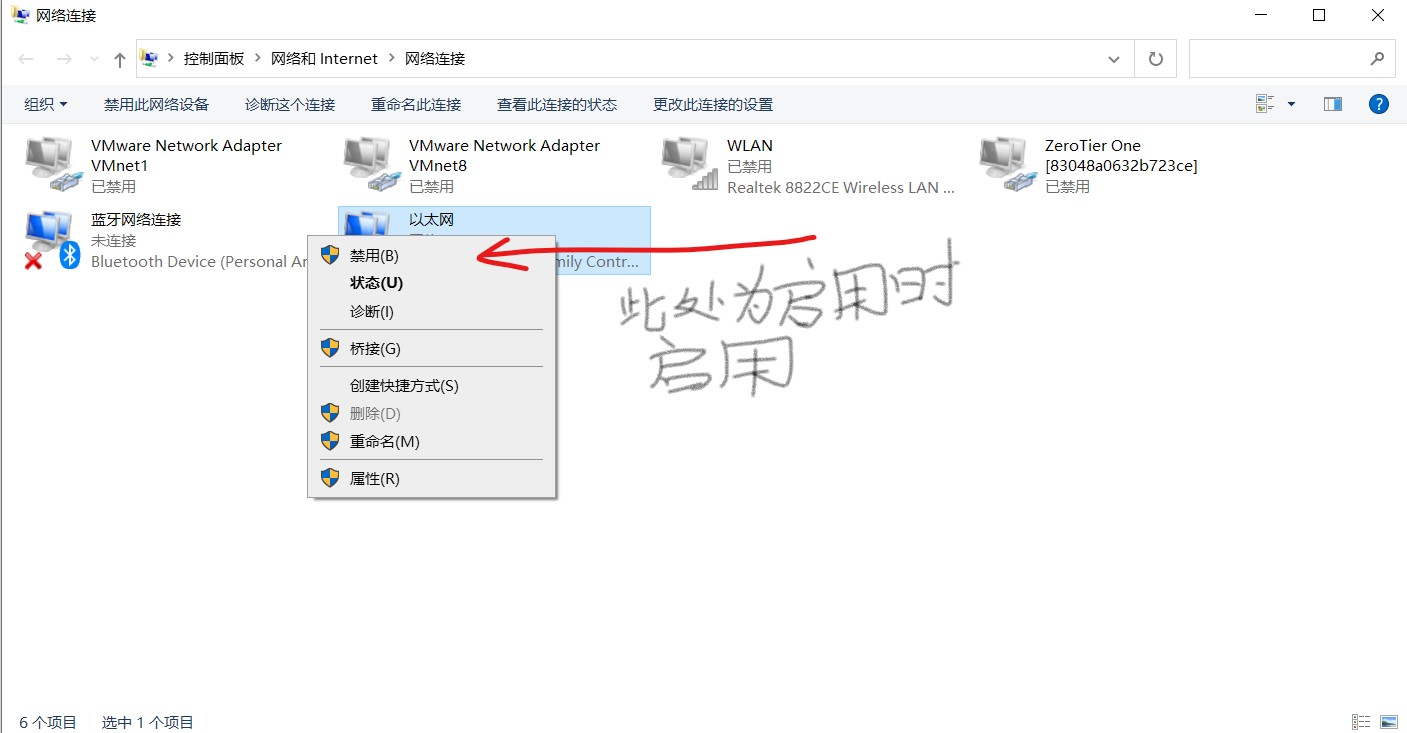 网络连接
控制面板 > 网络和 Internet > 网络连接
组织 禁用此网络设备 诊断这个连接 重命名此连接 查看此连接的状态 更改此连接的设置
VMware Network Adapter
VMnet1
已禁用
VMware Network Adapter
VMnet8
已禁用
WLAN
已禁用
Realtek 8822CE Wireless LAN ...
ZeroTier One
[83048a0632b723ce]
已禁用
蓝牙网络连接
未连接
Bluetooth Device (Personal Ar
以太网
mily Contr...
禁用(B)
状态(U)
诊断(I)
桥接(G)
创建快捷方式(S)
删除(D)
重命名(M)
属性(R)
此处为启用时
启用
6 个项目 选中 1 个项目